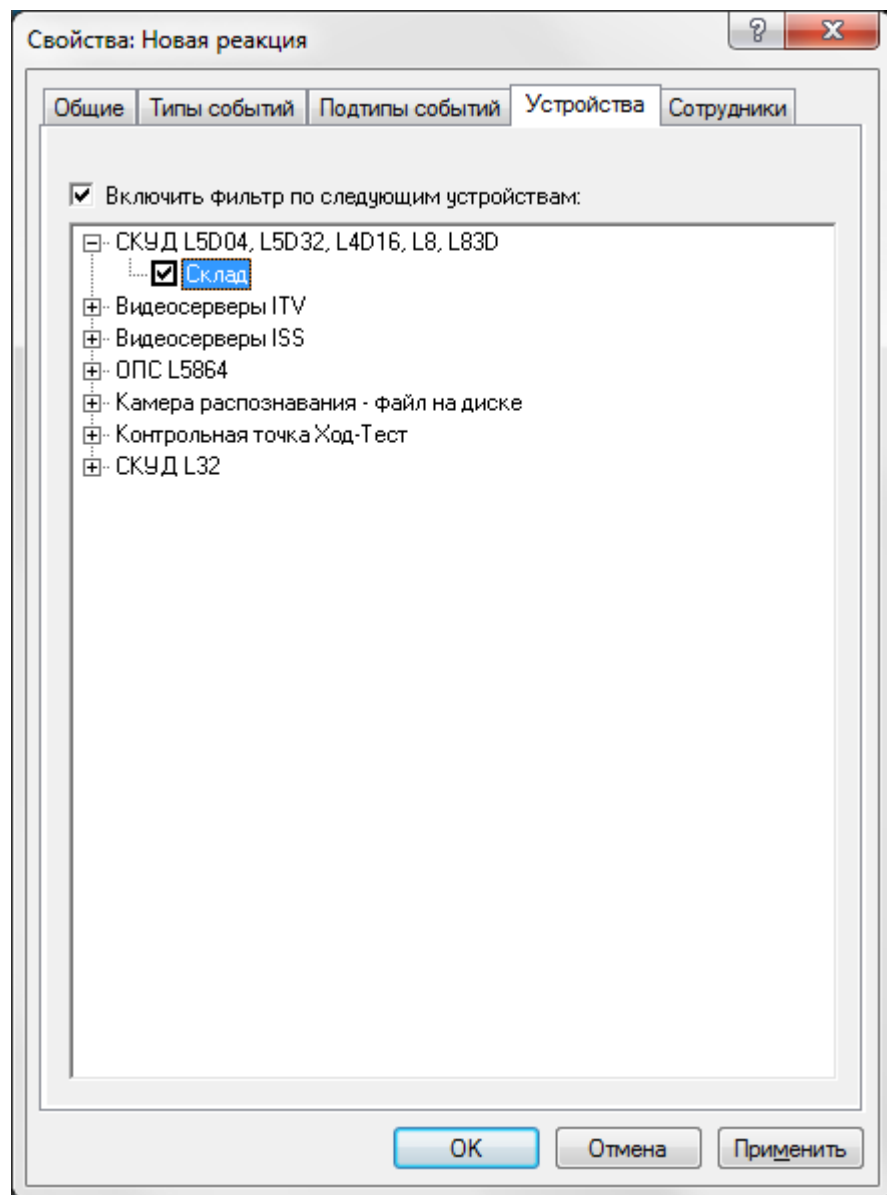 Свойства: Новая реакция
Общие Типы событий Подтипы событий Устройства Сотрудники
Включить фильтр по следующим устройствам:
СКУД L5D04, L5D32, L4D16, L8, L83D
Склад
Видеосерверы ITV
Видеосерверы ISS
ОПС L5864
Камера распознавания - файл на диске
Контрольная точка Ход-Тест
СКУД L32
OK Отмена Применить